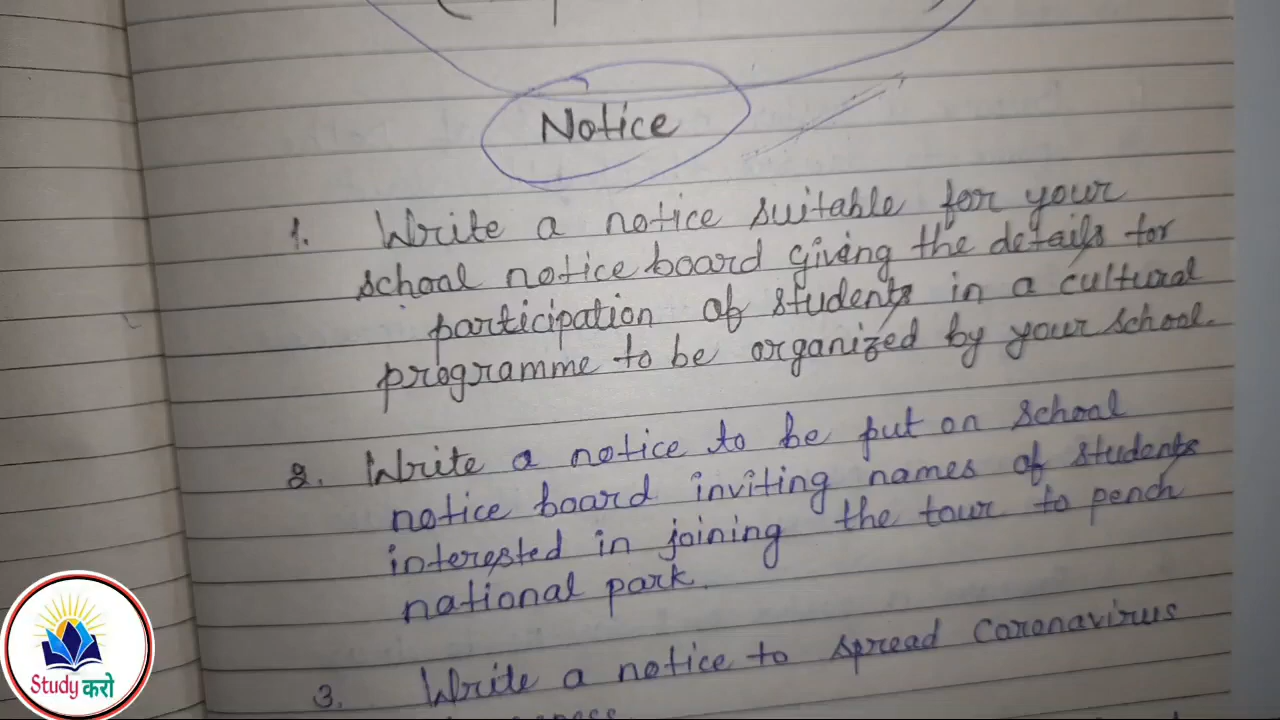 Notice
1. Write a notice suitable for your
school notice board giving the details for
participation of students in a cultural
programme to be organized by your school.
2. Write a notice to be put on school
notice board inviting names of students
interested in joining the tour to pench
national park.
3. Write a notice to spread Coronavirus
Study करो